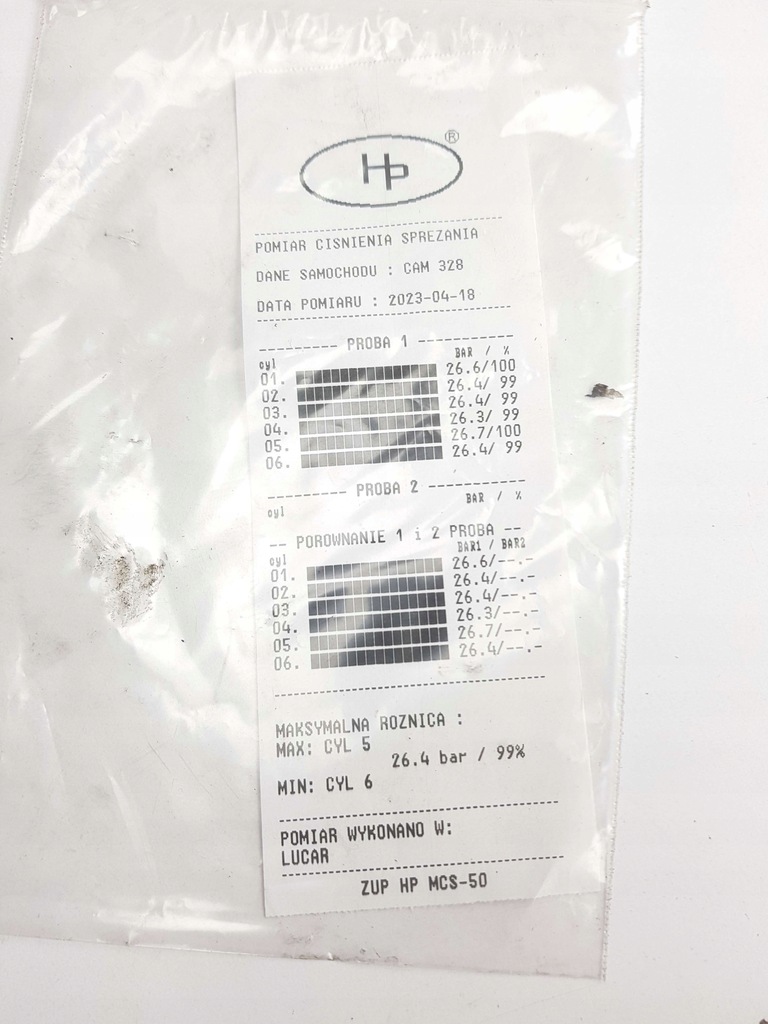 HP ®
POMIAR CISNIENIA SPREZANIA
DANE SAMOCHODU : CAM 328
DATA POMIARU : 2023-04-18
--------- PROBA 1 ----------
cyl BAR / %
01. 26.6/100
02. 26.4/ 99
03. 26.4/ 99
04. 26.3/ 99
05. 26.7/100
06. 26.4/ 99
--------- PROBA 2 ----------
cyl BAR / %
-- POROWNANIE 1 i 2 PROBA --
cyl BAR1 / BAR2
01. 26.6/--.-
02. 26.4/--.-
03. 26.4/--.-
04. 26.3/--.-
05. 26.7/--.-
06. 26.4/--.-
MAKSYMALNA ROZNICA :
MAX: CYL 5
26.4 bar / 99%
MIN: CYL 6
POMIAR WYKONANO W:
LUCAR
ZUP HP MCS-50